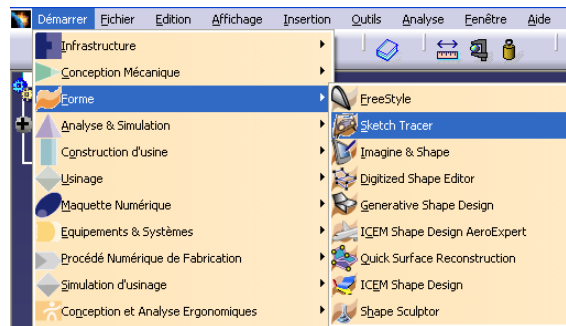 Démarrer Fichier Edition Affichage Insertion Outils Analyse Fenêtre Aide
Infrastructure
Conception Mécanique
Forme
Analyse & Simulation
Construction d'usine
Usinage
Maquette Numérique
Equipements & Systèmes
Procédé Numérique de Fabrication
Simulation d'usinage
Conception et Analyse Ergonomiques
FreeStyle
Sketch Tracer
Imagine & Shape
Digitized Shape Editor
Generative Shape Design
ICEM Shape Design AeroExpert
Quick Surface Reconstruction
ICEM Shape Design
Shape Sculptor